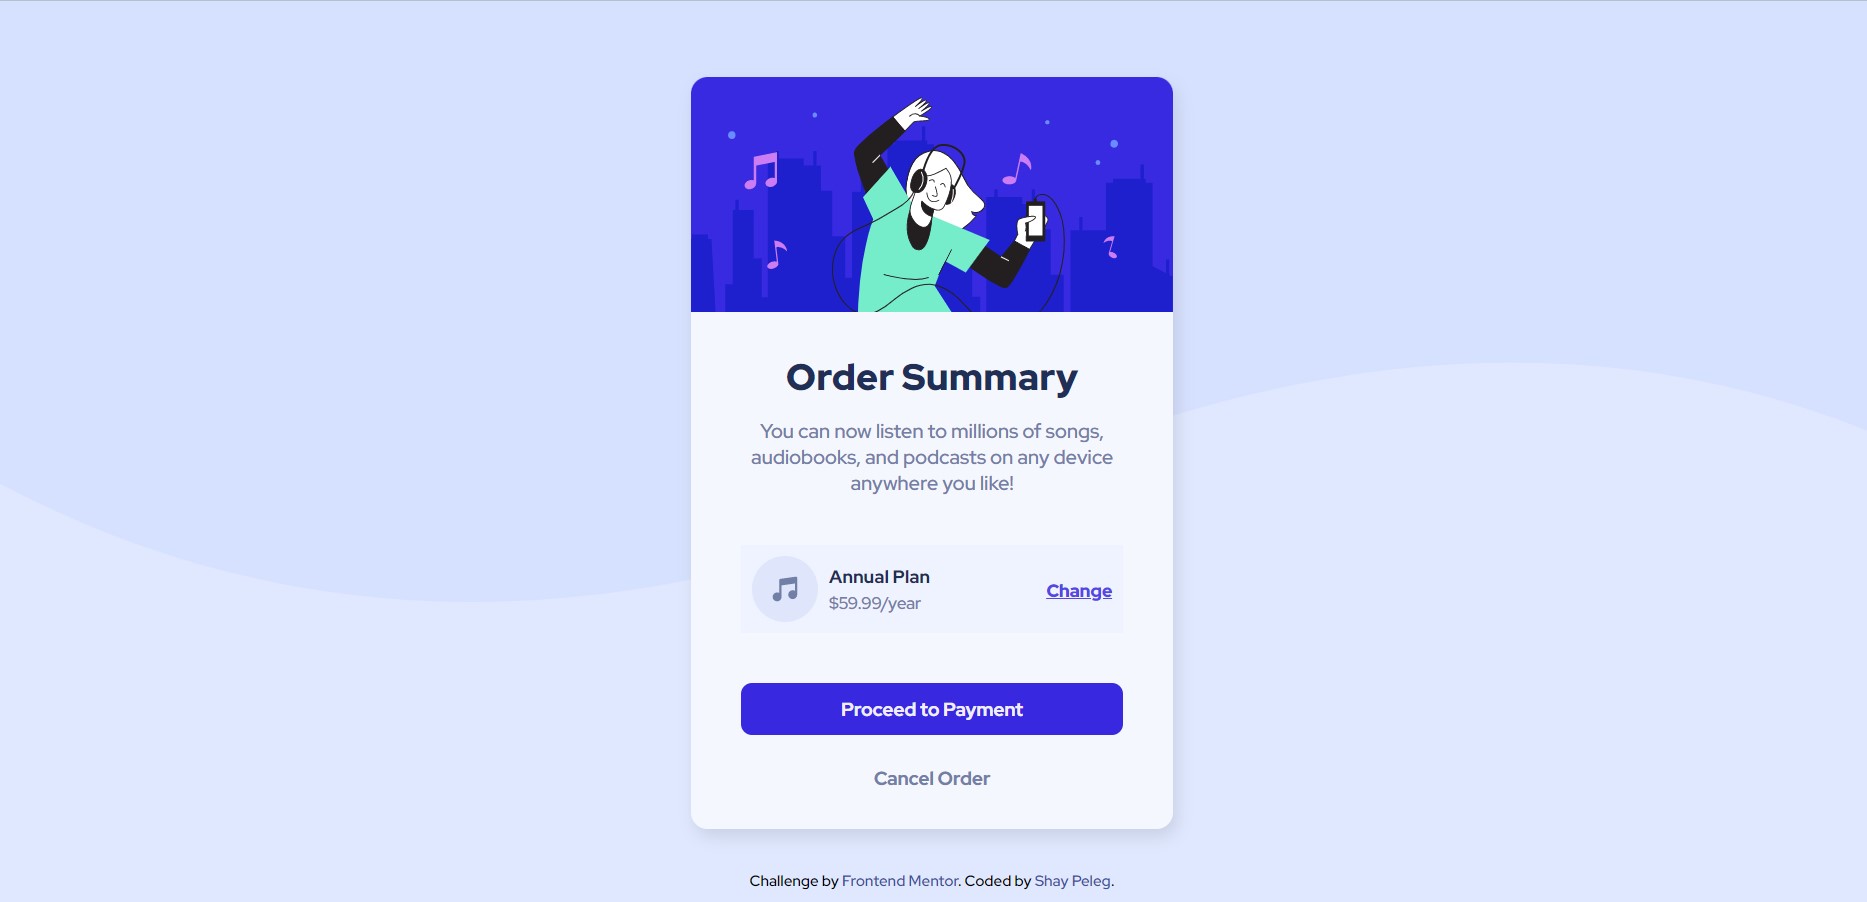 Order Summary
You can now listen to millions of songs,
audiobooks, and podcasts on any device
anywhere you like!
Annual Plan
$59.99/year
Change
Proceed to Payment
Cancel Order
Challenge by Frontend Mentor. Coded by Shay Peleg.